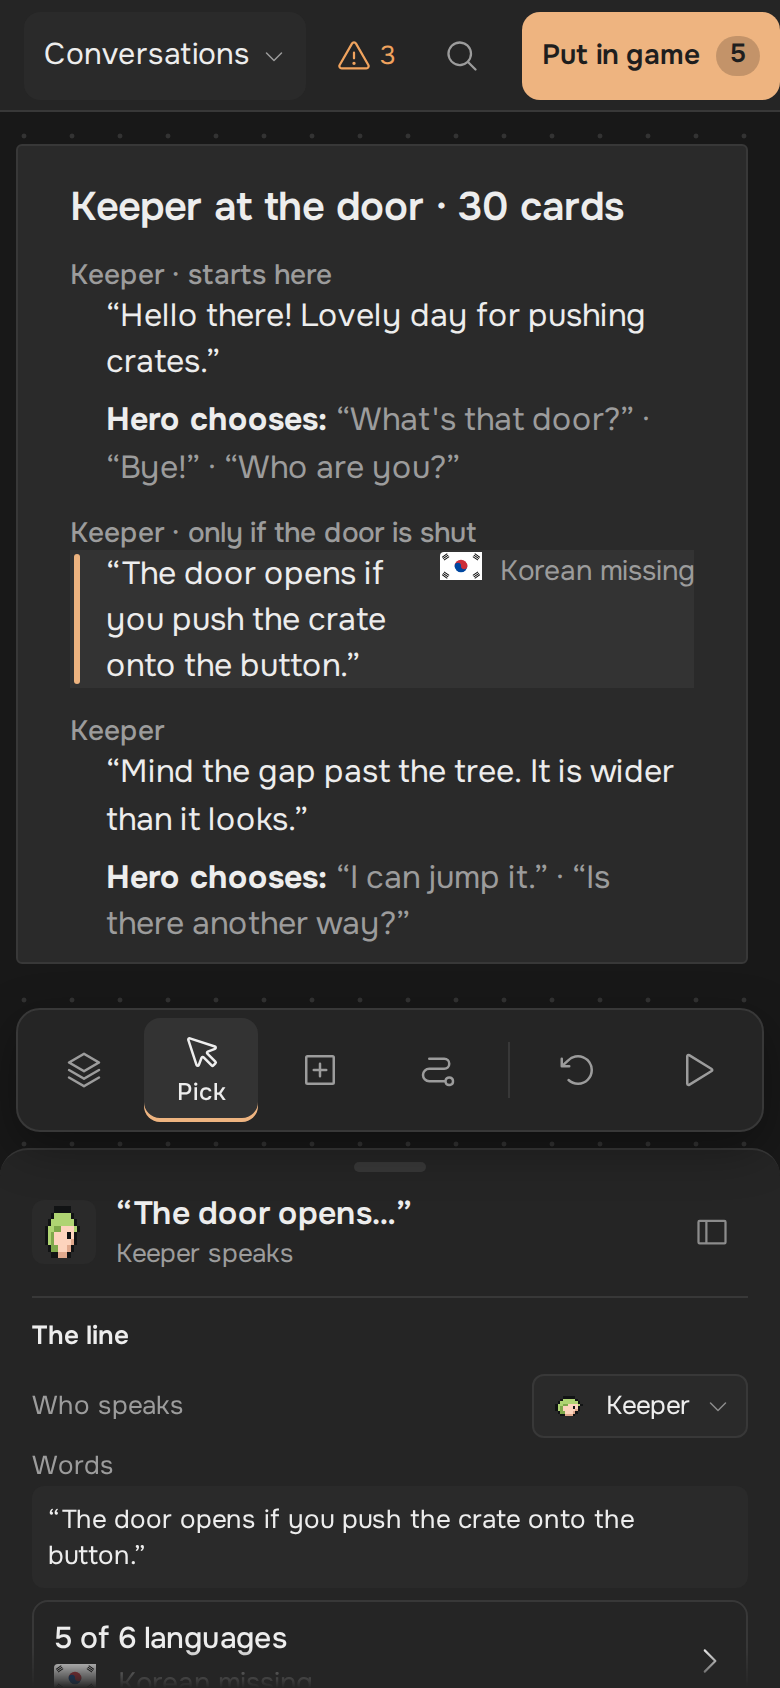 Conversations
3
Put in game 5
Keeper at the door · 30 cards
Keeper · starts here
“Hello there! Lovely day for pushing
crates.”
Hero chooses: “What's that door?” ·
“Bye!” · “Who are you?”
Keeper · only if the door is shut
“The door opens if
you push the crate
onto the button.”
Korean missing
Keeper
“Mind the gap past the tree. It is wider
than it looks.”
Hero chooses: “I can jump it.” · “Is
there another way?”
Pick
“The door opens…”
Keeper speaks
The line
Who speaks
Keeper
Words
“The door opens if you push the crate onto the
button.”
5 of 6 languages
Korean missing